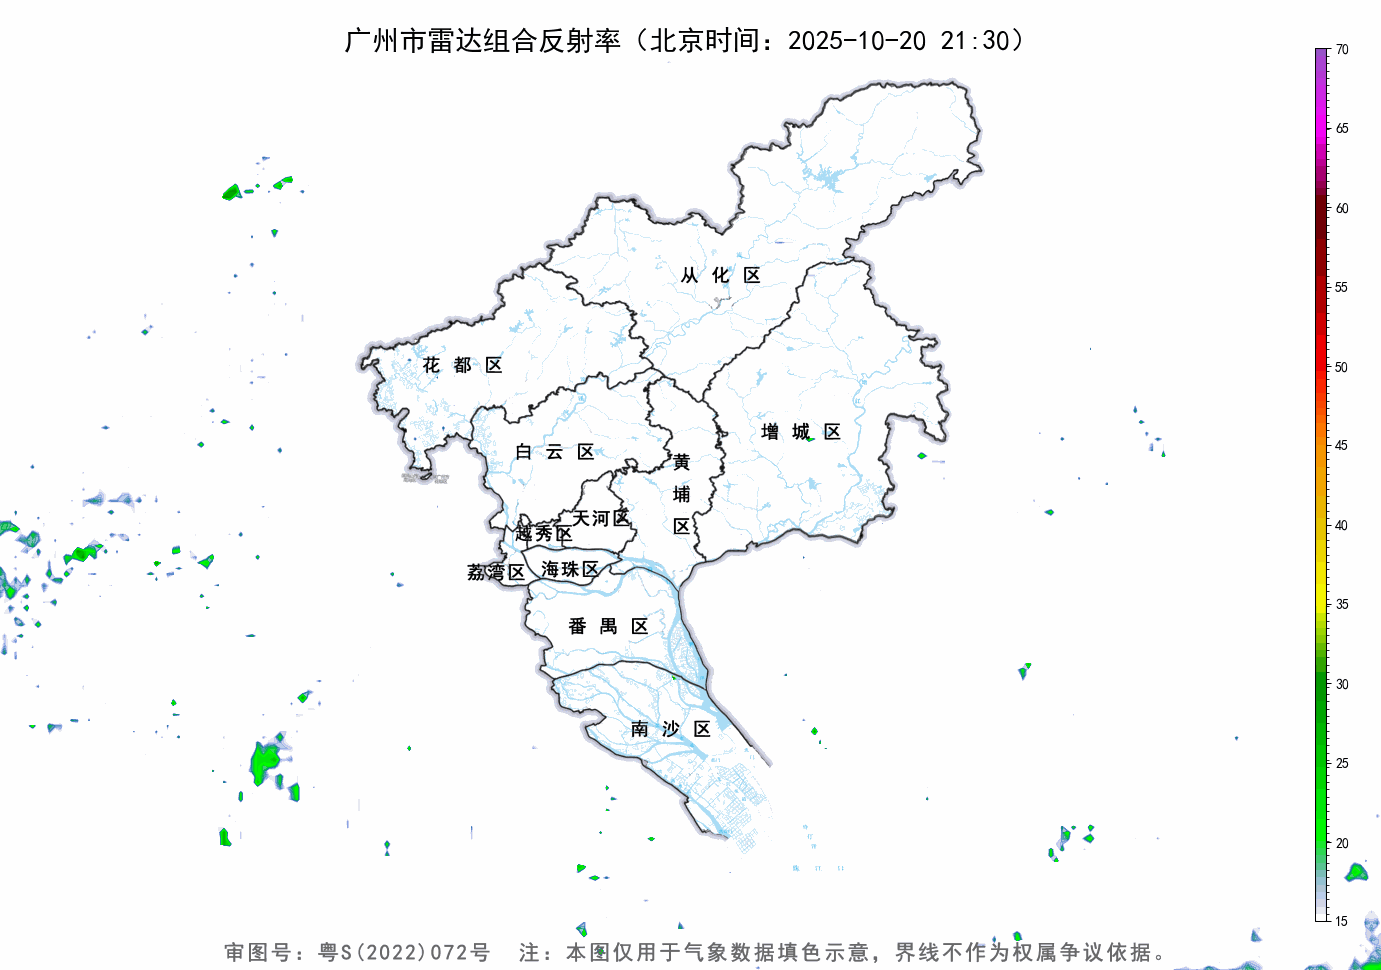 广州市雷达组合反射率（北京时间：2025-10-20 21:30）
70
65
60
55
50
45
40
35
30
25
20
15
从化区
花都区
增城区
白云区
黄埔区
天河区
越秀区
荔湾区
海珠区
番禺区
南沙区
审图号：粤S(2022)072号 注：本图仅用于气象数据填色示意，界线不作为权属争议依据。